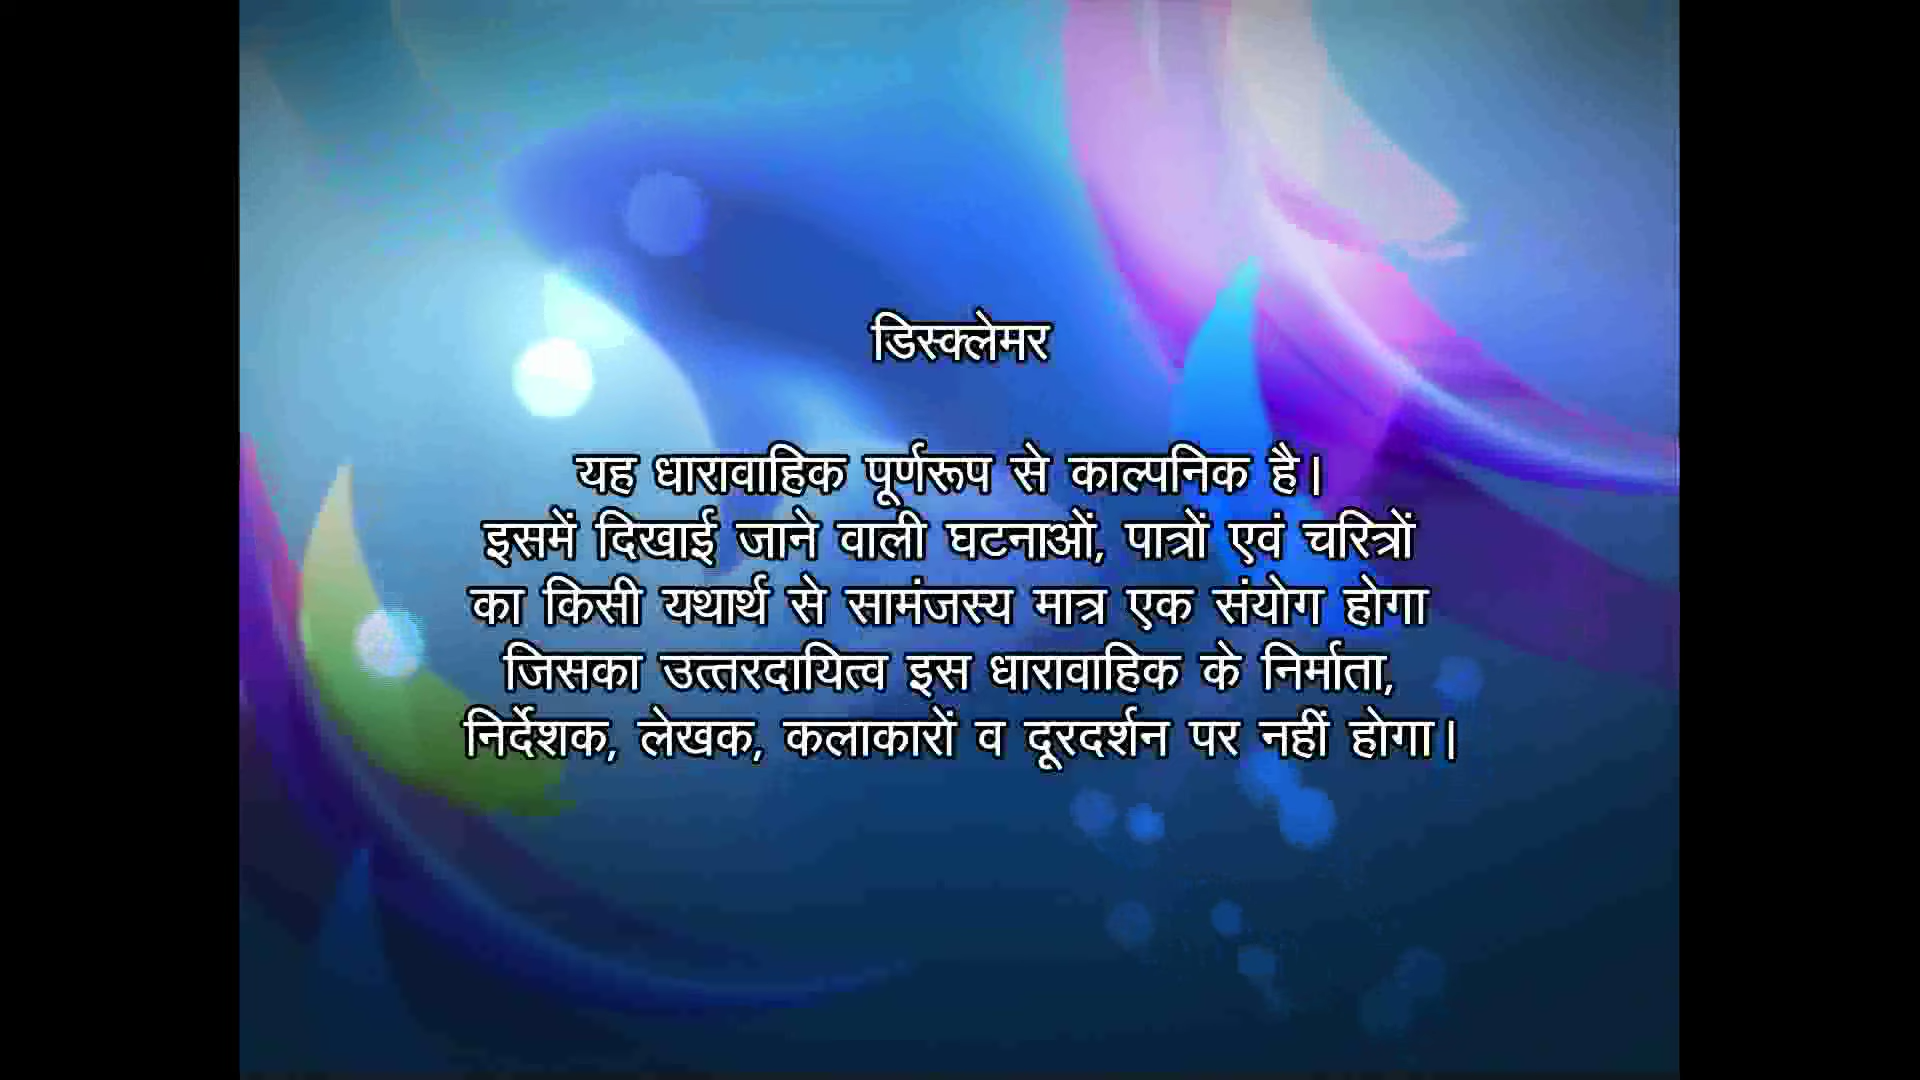 डिस्क्लेमर
यह धारावाहिक पूर्णरूप से काल्पनिक है।
इसमें दिखाई जाने वाली घटनाओं, पात्रों एवं चरित्रों
का किसी यथार्थ से सामंजस्य मात्र एक संयोग होगा
जिसका उत्तरदायित्व इस धारावाहिक के निर्माता,
निर्देशक, लेखक, कलाकारों व दूरदर्शन पर नहीं होगा।